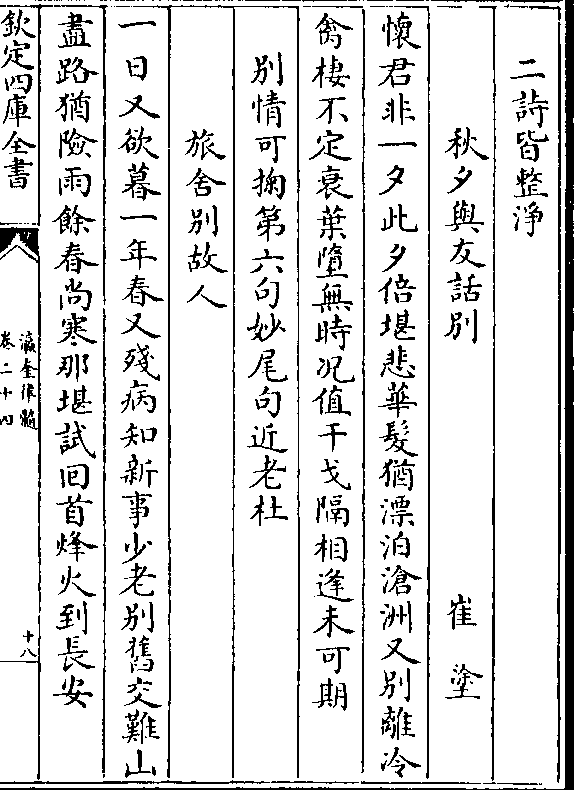 二詩皆整淨
秋夕與友話別　崔塗
懷君非一夕此夕倍堪悲華髪猶漂泊滄洲又別離冷
禽棲不定衰葉墮無時况值干戈隔相逢未可期
別情可掬第六句妙尾句近老杜
旅舍別故人
一日又欲暮一年春又殘病知新事少老別舊交難山
盡路猶險雨餘春尚寒那堪試回首烽火到長安
欽定四庫全書
瀛奎律髓
卷二十四
十八